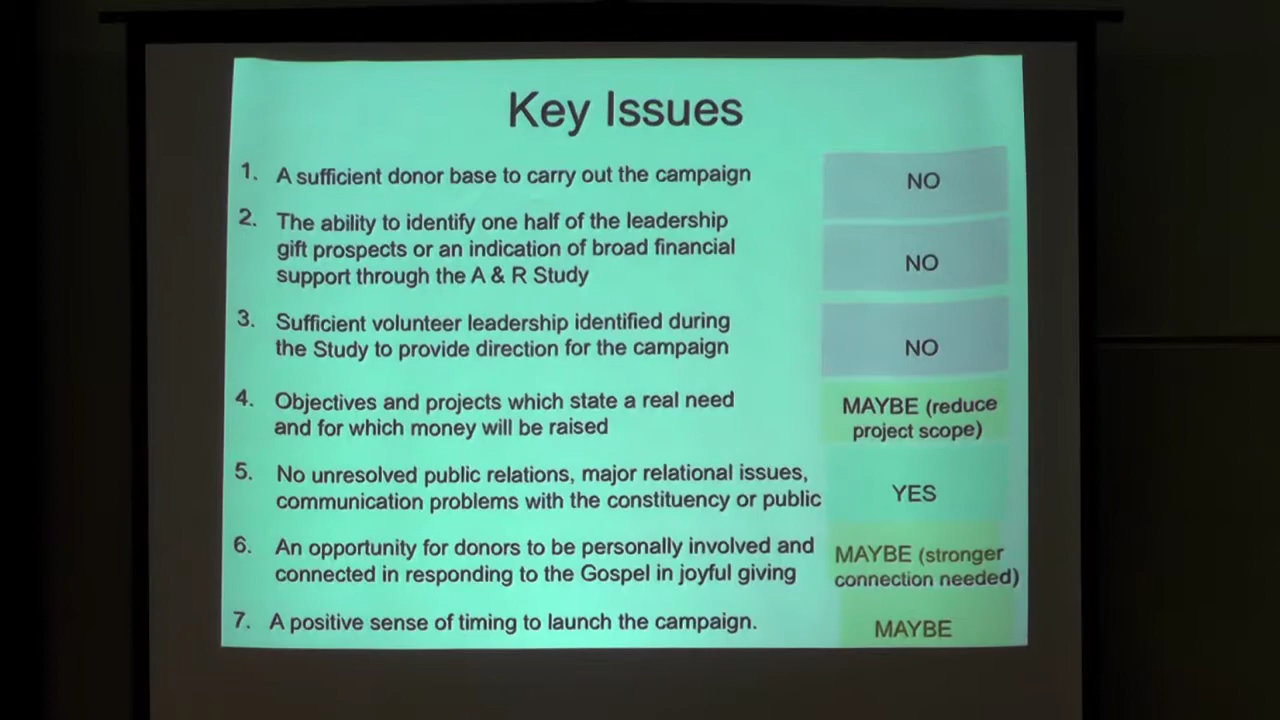 Key Issues
1. A sufficient donor base to carry out the campaign
NO
2. The ability to identify one half of the leadership
gift prospects or an indication of broad financial
support through the A & R Study
NO
3. Sufficient volunteer leadership identified during
the Study to provide direction for the campaign
NO
4. Objectives and projects which state a real need
and for which money will be raised
MAYBE (reduce
project scope)
5. No unresolved public relations, major relational issues,
communication problems with the constituency or public
YES
6. An opportunity for donors to be personally involved and
connected in responding to the Gospel in joyful giving
MAYBE (stronger
connection needed)
7. A positive sense of timing to launch the campaign.
MAYBE